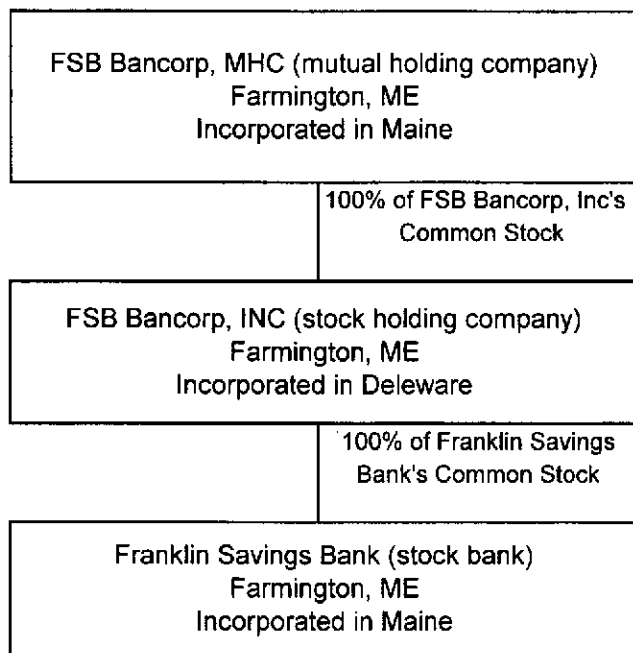 FSB Bancorp, MHC (mutual holding company)
Farmington, ME
Incorporated in Maine
100% of FSB Bancorp, Inc's
Common Stock
FSB Bancorp, INC (stock holding company)
Farmington, ME
Incorporated in Deleware
100% of Franklin Savings
Bank's Common Stock
Franklin Savings Bank (stock bank)
Farmington, ME
Incorporated in Maine